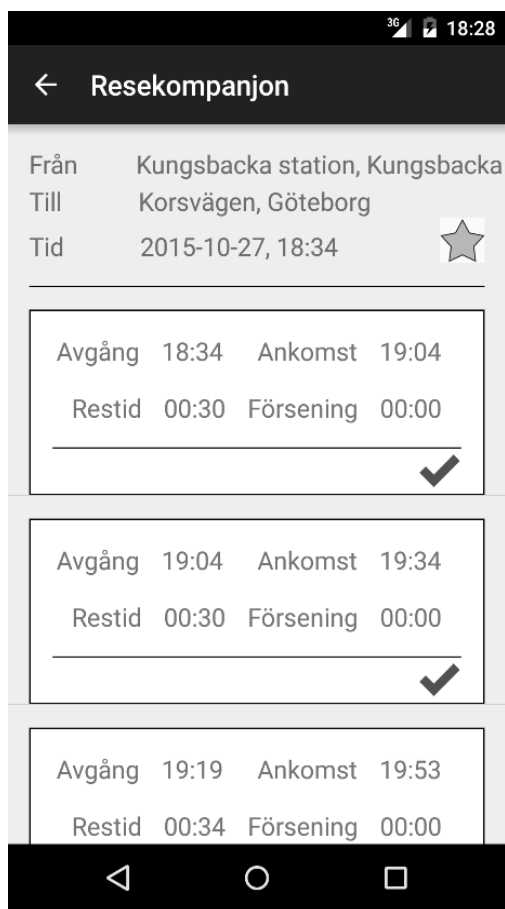 3G 18:28
Resekompanjon
Från Kungsbacka station, Kungsbacka
Till Korsvägen, Göteborg
Tid 2015-10-27, 18:34
Avgång 18:34 Ankomst 19:04
Restid 00:30 Försening 00:00
Avgång 19:04 Ankomst 19:34
Restid 00:30 Försening 00:00
Avgång 19:19 Ankomst 19:53
Restid 00:34 Försening 00:00